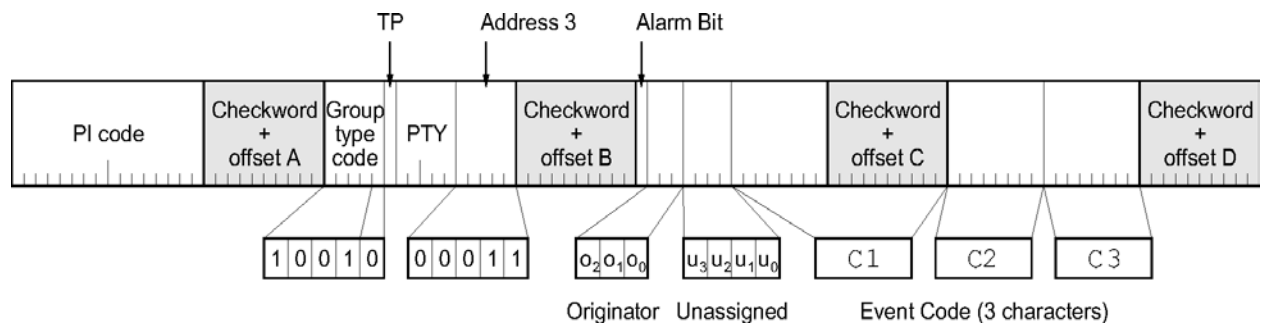 TP Address 3 Alarm Bit
PI code
Checkword
+
offset A
Group
type
code
PTY
Checkword
+
offset B
Checkword
+
offset C
Checkword
+
offset D
1 0 0 1 0
0 0 0 1 1
o2 o1 o0
u3 u2 u1 u0
C1
C2
C3
Originator Unassigned Event Code (3 characters)